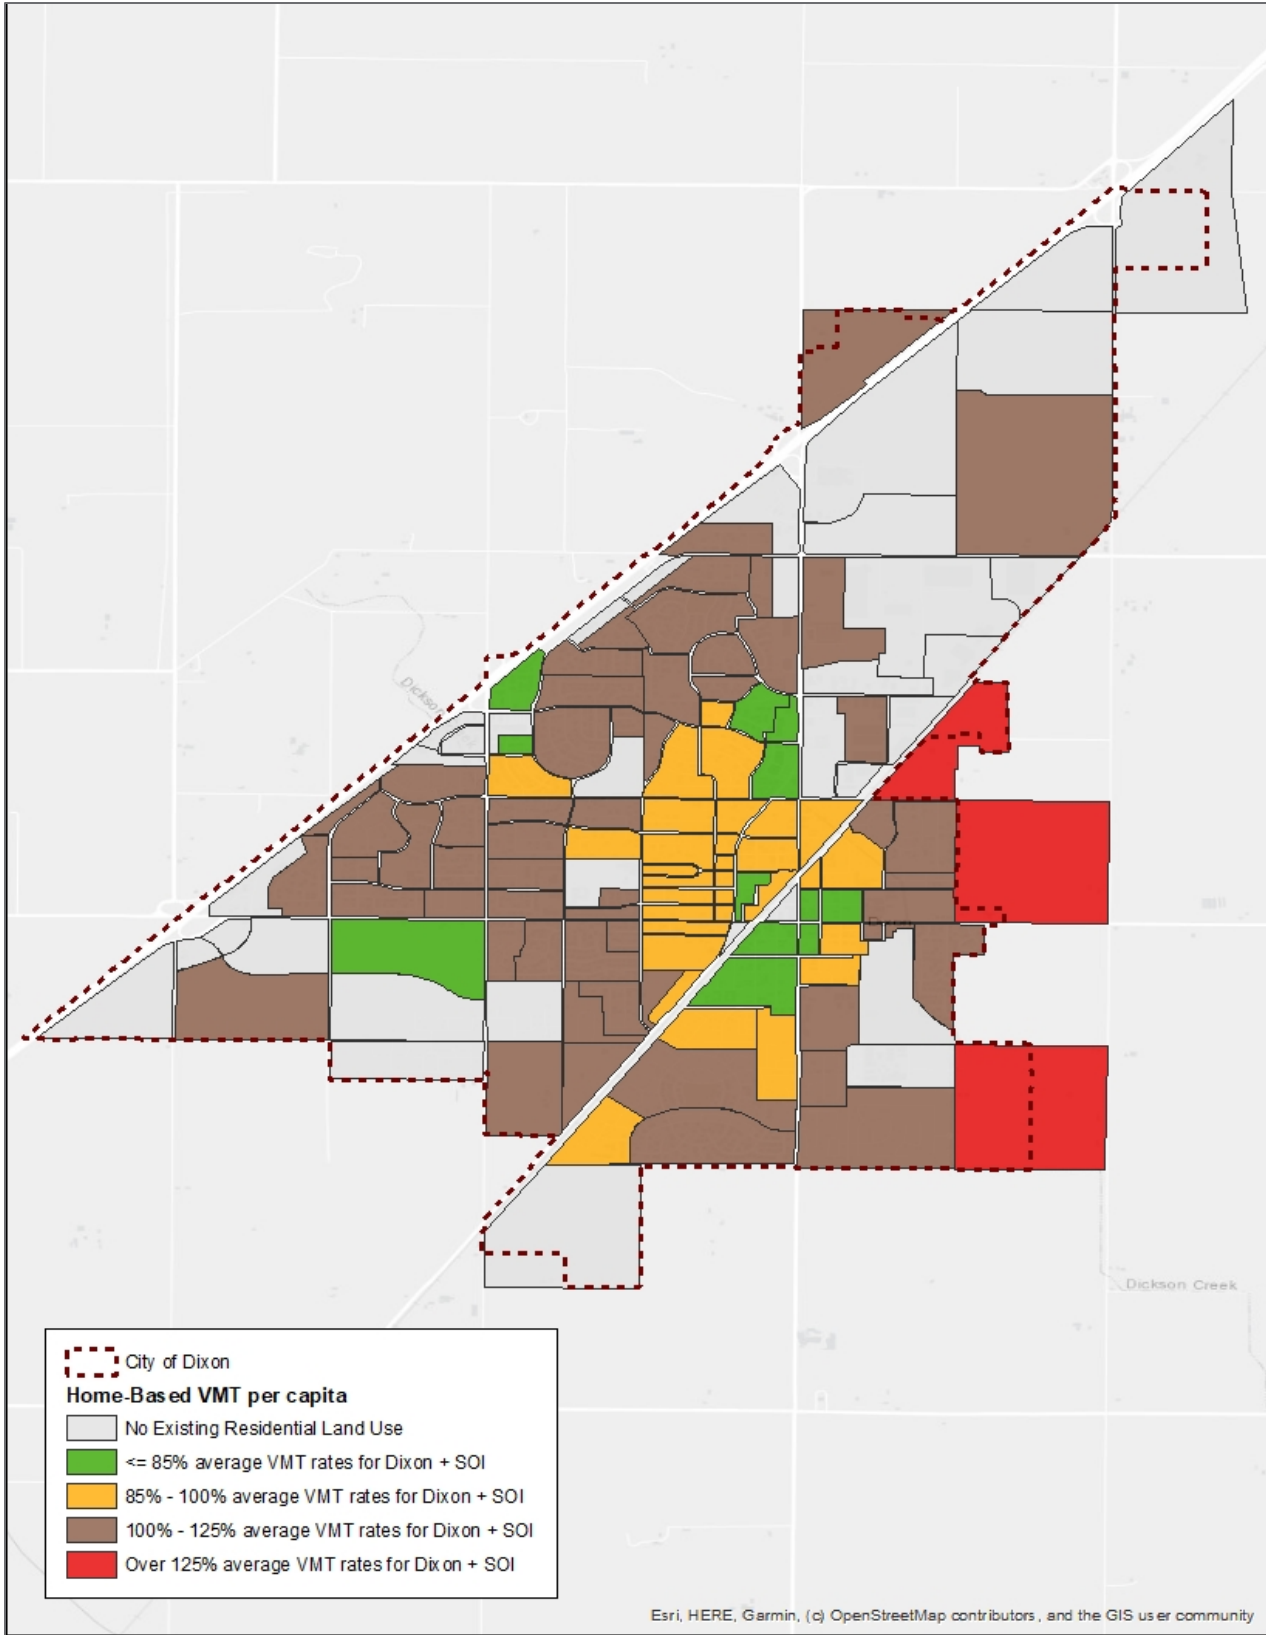 Dickson
Dixon
Dickson Creek
City of Dixon
Home-Based VMT per capita
No Existing Residential Land Use
<= 85% average VMT rates for Dixon + SOI
85% - 100% average VMT rates for Dixon + SOI
100% - 125% average VMT rates for Dixon + SOI
Over 125% average VMT rates for Dixon + SOI
Esri, HERE, Garmin, (c) OpenStreetMap contributors, and the GIS user community